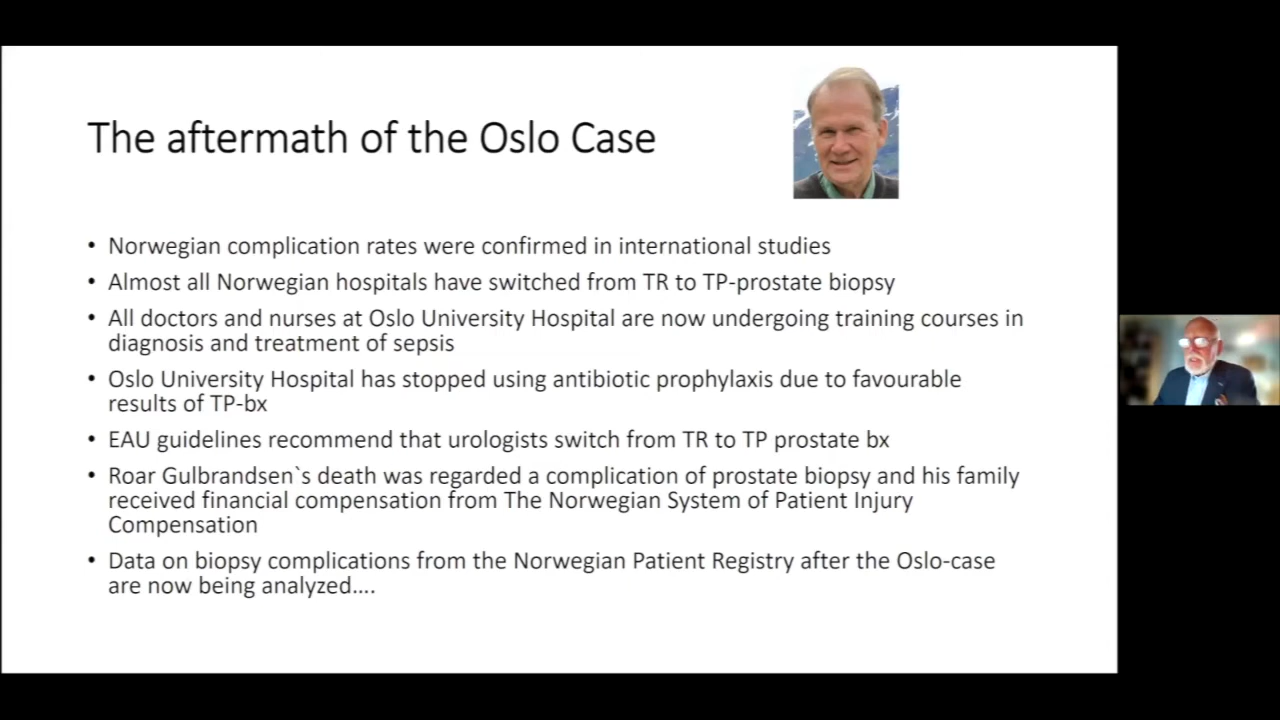 The aftermath of the Oslo Case
• Norwegian complication rates were confirmed in international studies
• Almost all Norwegian hospitals have switched from TR to TP-prostate biopsy
• All doctors and nurses at Oslo University Hospital are now undergoing training courses in
diagnosis and treatment of sepsis
• Oslo University Hospital has stopped using antibiotic prophylaxis due to favourable
results of TP-bx
• EAU guidelines recommend that urologists switch from TR to TP prostate bx
• Roar Gulbrandsen`s death was regarded a complication of prostate biopsy and his family
received financial compensation from The Norwegian System of Patient Injury
Compensation
• Data on biopsy complications from the Norwegian Patient Registry after the Oslo-case
are now being analyzed....